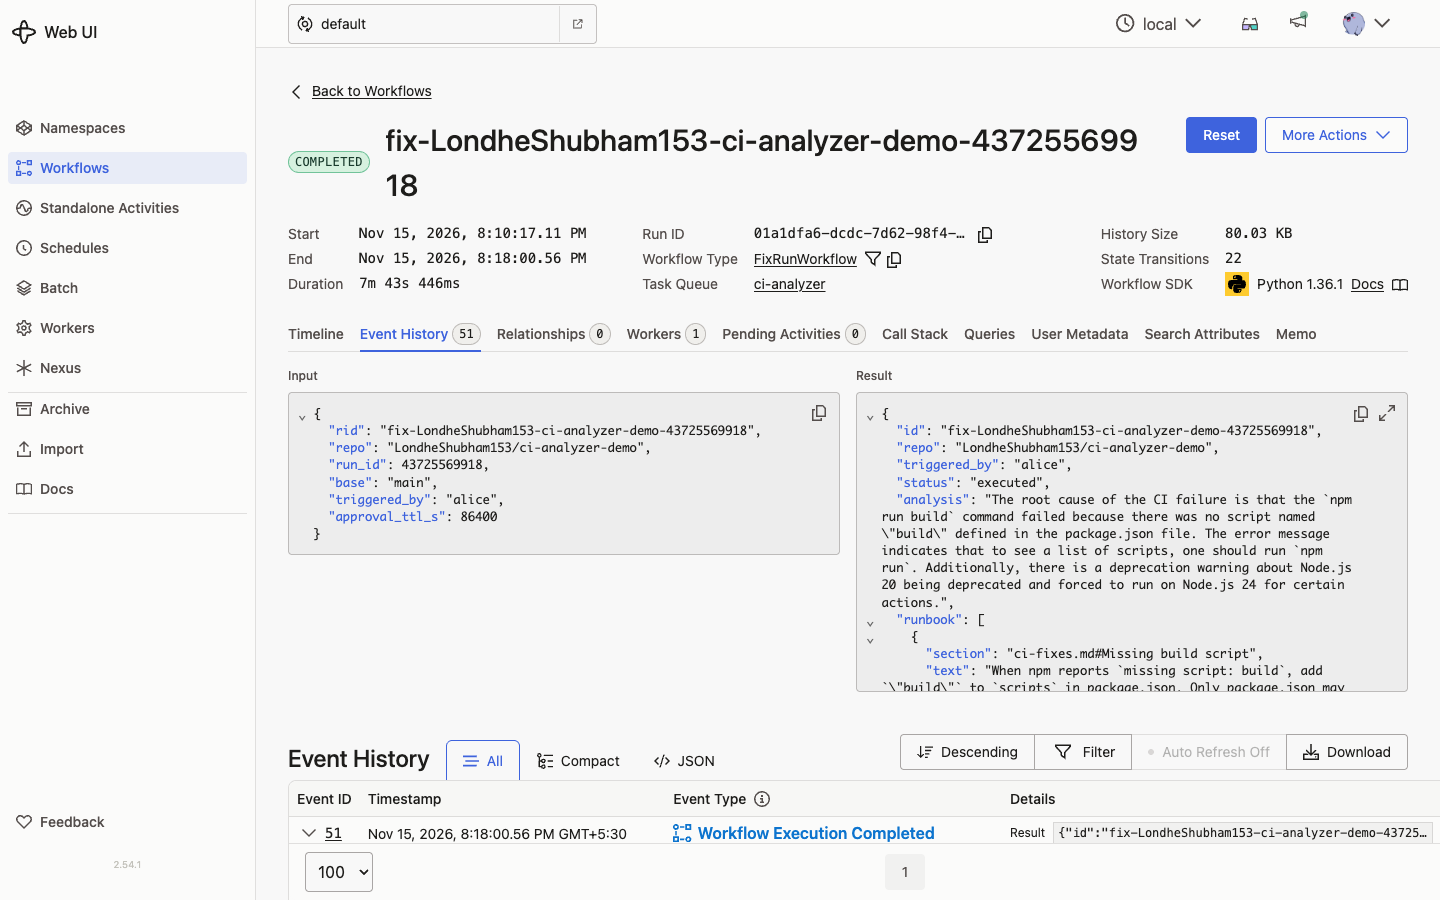 Web UI
default
local
Namespaces
Workflows
Standalone Activities
Schedules
Batch
Workers
Nexus
Archive
Import
Docs
Feedback
2.54.1
Back to Workflows
COMPLETED
fix-LondheShubham153-ci-analyzer-demo-437255699
18
Reset
More Actions
Start Nov 15, 2026, 8:10:17.11 PM
End Nov 15, 2026, 8:18:00.56 PM
Duration 7m 43s 446ms
Run ID 01a1dfa6-dcdc-7d62-98f4-…
Workflow Type FixRunWorkflow
Task Queue ci-analyzer
History Size 80.03 KB
State Transitions 22
Workflow SDK Python 1.36.1 Docs
Timeline Event History 51 Relationships 0 Workers 1 Pending Activities 0 Call Stack Queries User Metadata Search Attributes Memo
Input
{
"rid": "fix-LondheShubham153-ci-analyzer-demo-43725569918",
"repo": "LondheShubham153/ci-analyzer-demo",
"run_id": 43725569918,
"base": "main",
"triggered_by": "alice",
"approval_ttl_s": 86400
}
Result
{
"id": "fix-LondheShubham153-ci-analyzer-demo-43725569918",
"repo": "LondheShubham153/ci-analyzer-demo",
"triggered_by": "alice",
"status": "executed",
"analysis": "The root cause of the CI failure is that the `npm
run build` command failed because there was no script named
\"build\" defined in the package.json file. The error message
indicates that to see a list of scripts, one should run `npm
run`. Additionally, there is a deprecation warning about Node.js
20 being deprecated and forced to run on Node.js 24 for certain
actions.",
"runbook": [
{
"section": "ci-fixes.md#Missing build script",
"text": "When npm reports `missing script: build`, add
`\"build\"` to `scripts` in package.json. Only package.json may
Event History
All
Compact
JSON
Descending
Filter
Auto Refresh Off
Download
Event ID Timestamp Event Type Details
51 Nov 15, 2026, 8:18:00.56 PM GMT+5:30 Workflow Execution Completed Result {"id":"fix-LondheShubham153-ci-analyzer-demo-43725…
100
1